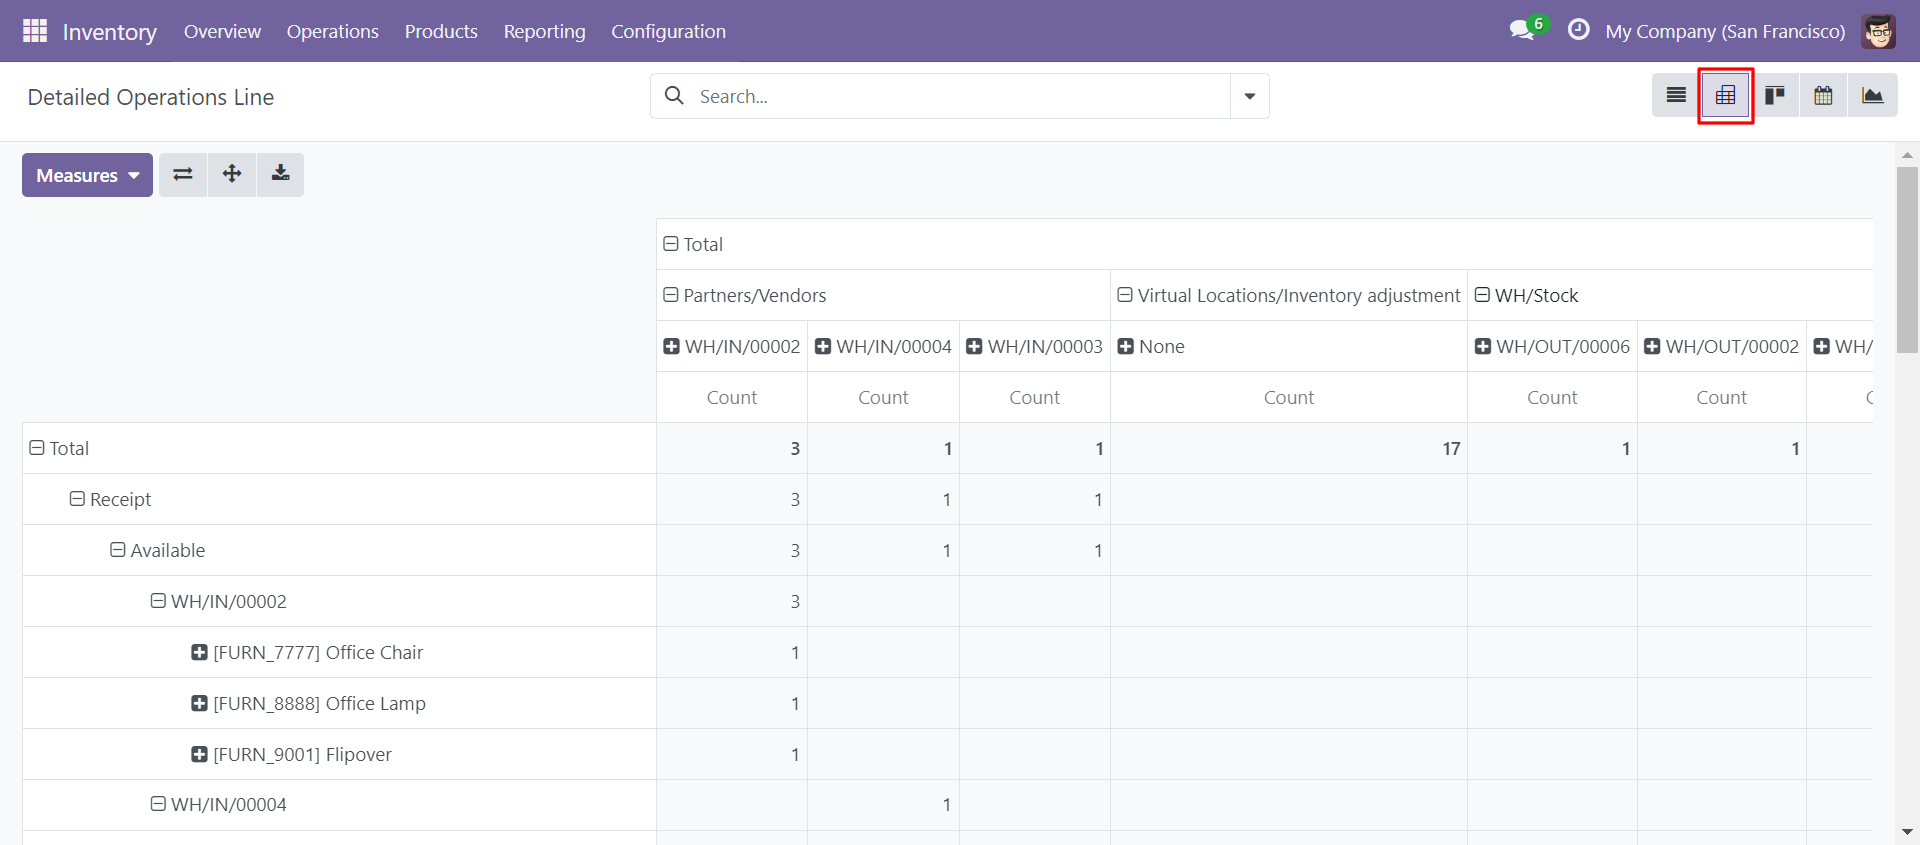 Inventory Overview Operations Products Reporting Configuration 6 My Company (San Francisco)
Detailed Operations Line Search...
Measures
Total
Partners/Vendors Virtual Locations/Inventory adjustment WH/Stock
WH/IN/00002 WH/IN/00004 WH/IN/00003 None WH/OUT/00006 WH/OUT/00002 WH/
Count Count Count Count Count Count
Total 3 1 1 17 1 1
Receipt 3 1 1
Available 3 1 1
WH/IN/00002 3
[FURN_7777] Office Chair 1
[FURN_8888] Office Lamp 1
[FURN_9001] Flipover 1
WH/IN/00004 1